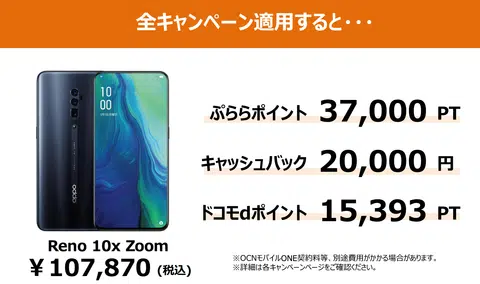 全キャンペーン適用すると・・・
ぷららポイント 37,000 PT
キャッシュバック 20,000 円
ドコモdポイント 15,393 PT
oppo
Reno 10x Zoom
￥107,870 (税込)
※OCNモバイルONE契約料等、別途費用がかかる場合があります。
※詳細は各キャンペーンページをご確認ください。